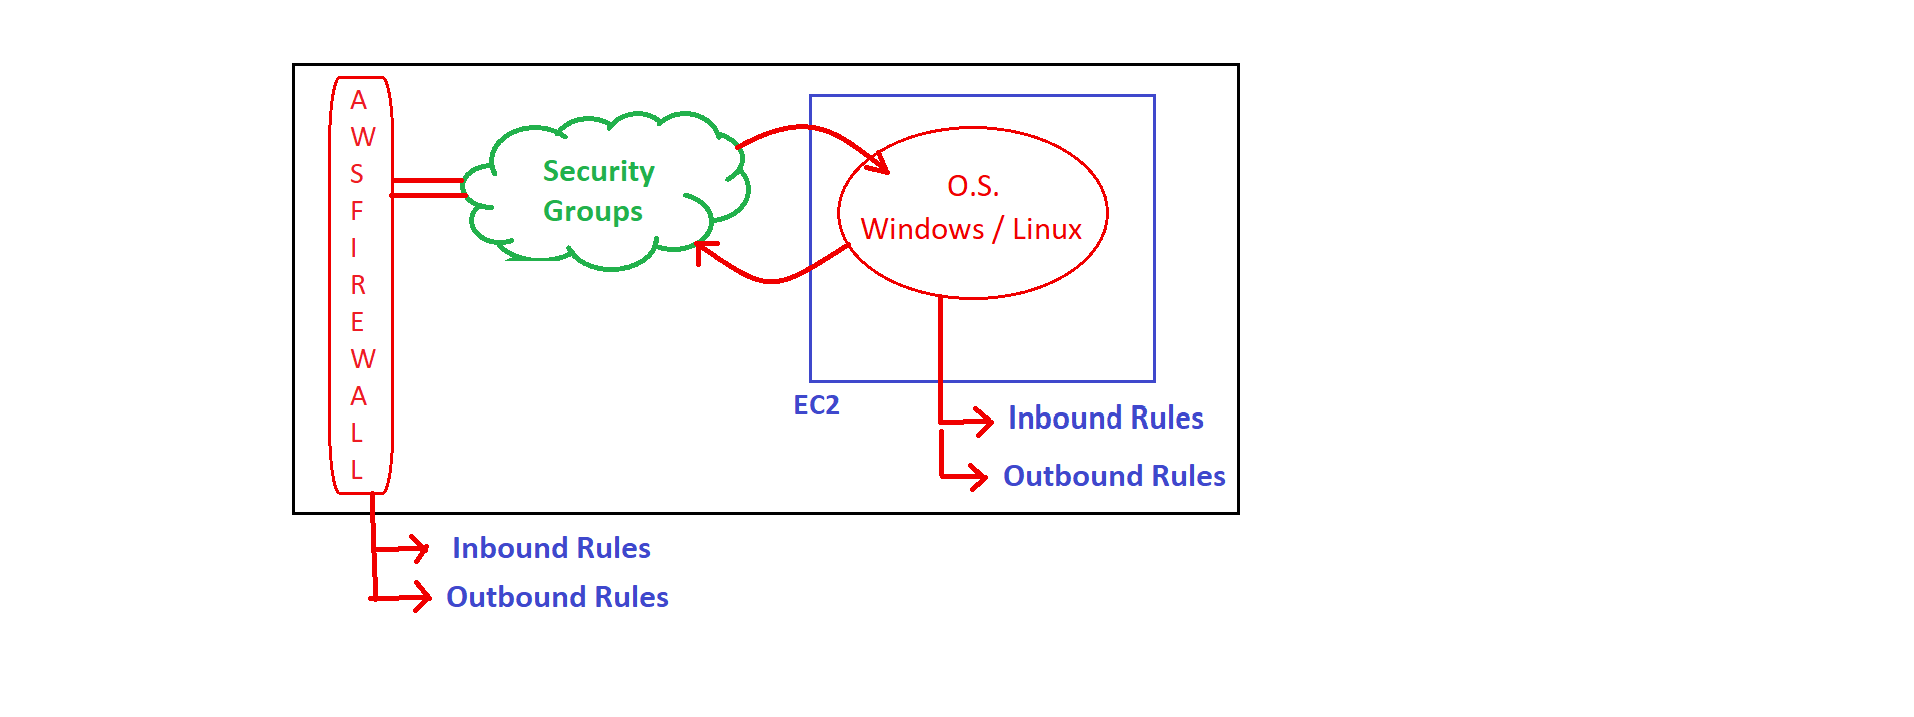 A
W
S
F
I
R
E
W
A
L
L
Security
Groups
O.S.
Windows / Linux
EC2
Inbound Rules
Outbound Rules
Inbound Rules
Outbound Rules